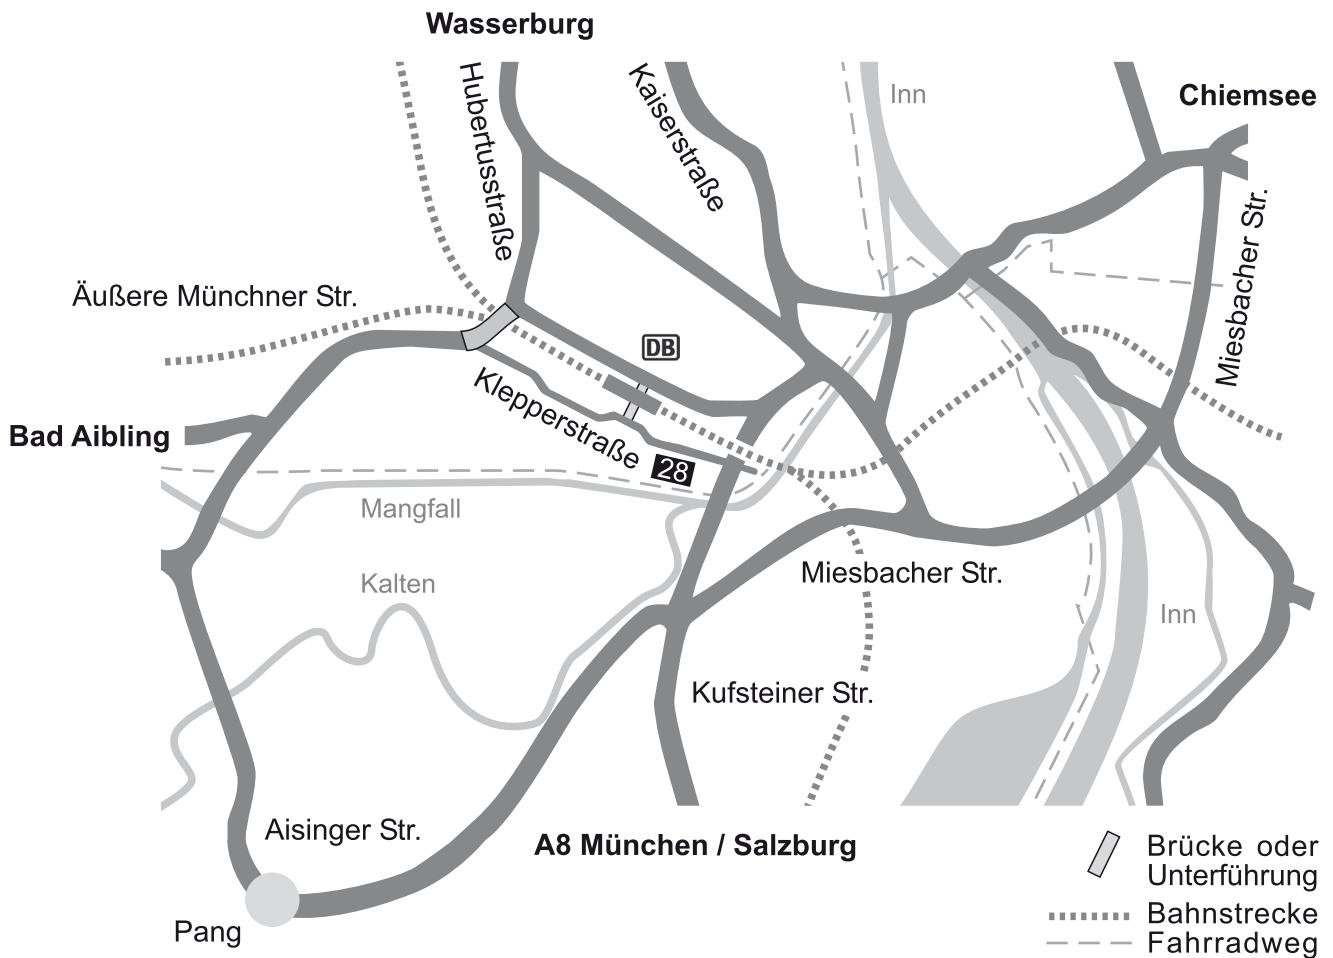 Wasserburg
Hubertusstraße
Kaiserstraße
Inn
Chiemsee
Miesbacher Str.
Äußere Münchner Str.
DB
Klepperstraße
28
Bad Aibling
Mangfall
Kalten
Miesbacher Str.
Inn
Kufsteiner Str.
Aisinger Str.
A8 München / Salzburg
Pang
Brücke oder
Unterführung
Bahnstrecke
Fahrradweg